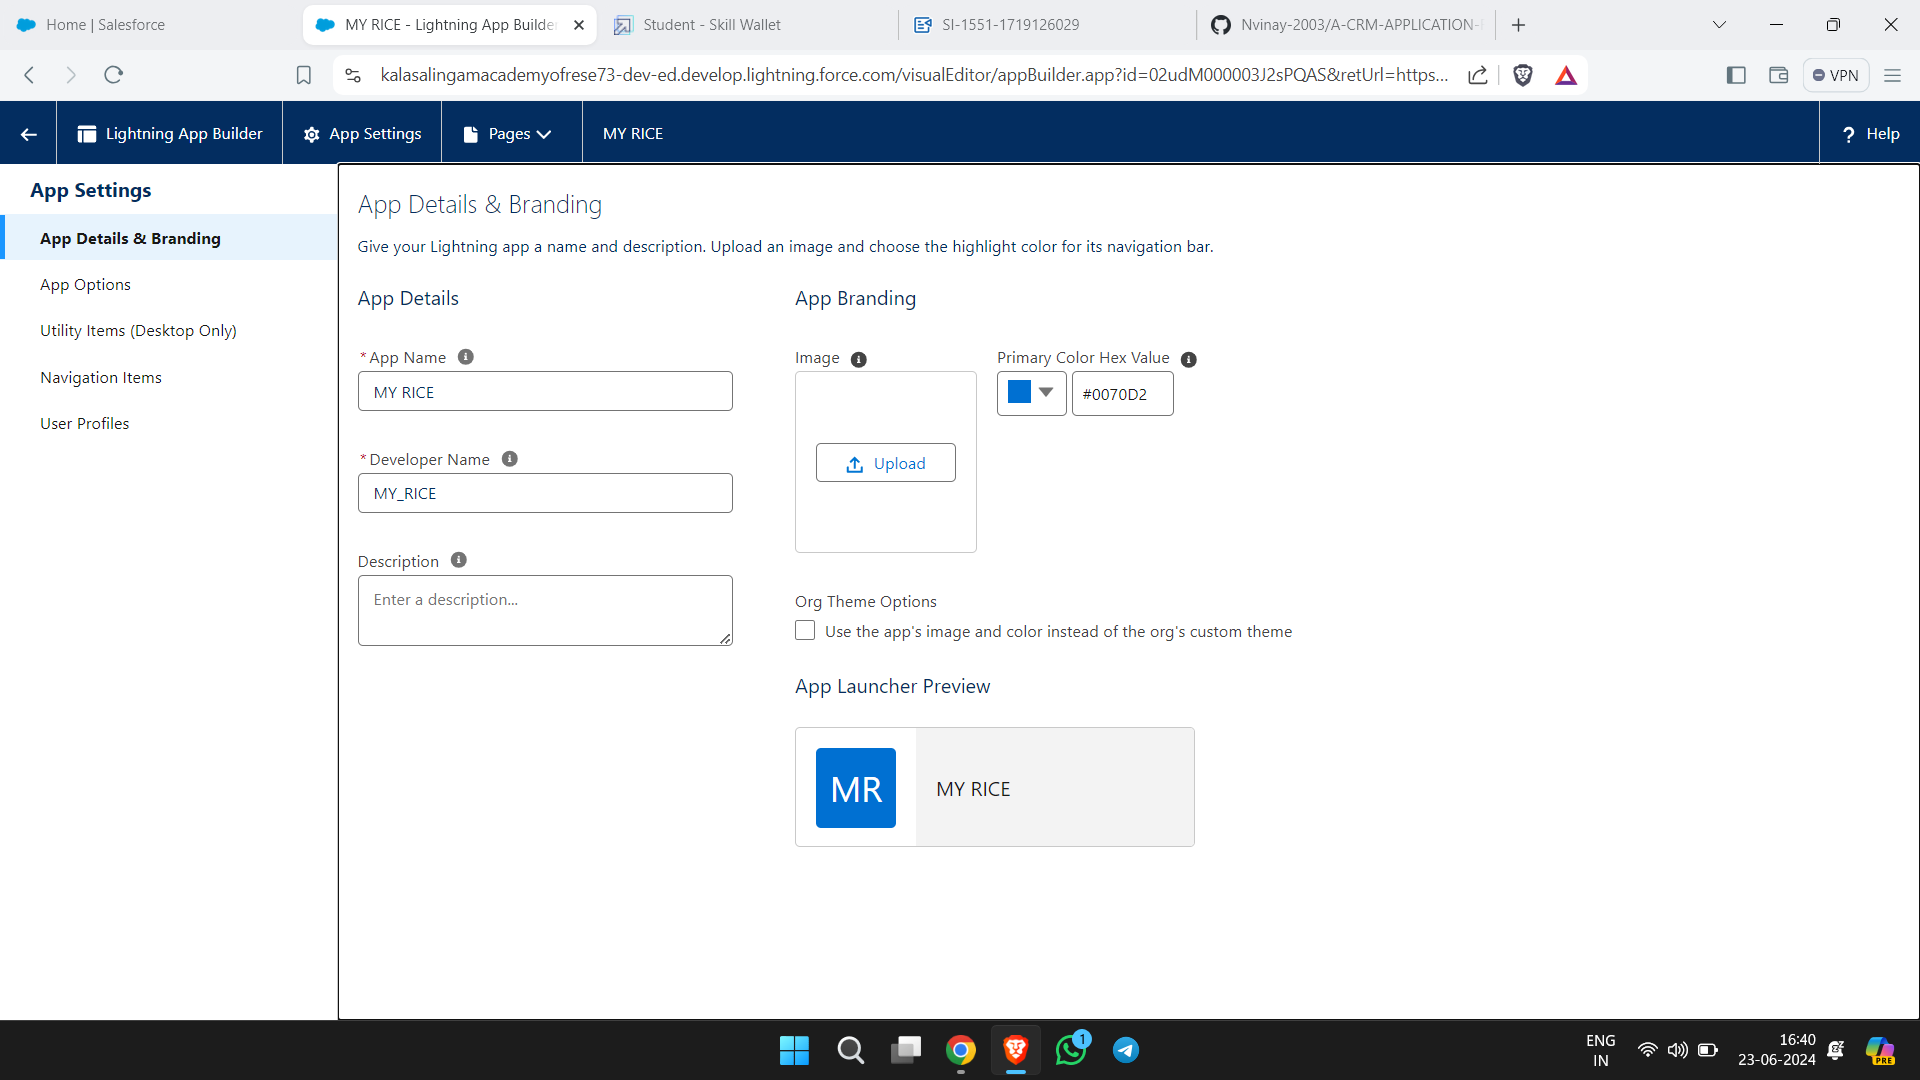 Home | Salesforce
MY RICE - Lightning App Builde
Student - Skill Wallet
SI-1551-1719126029
Nvinay-2003/A-CRM-APPLICATION-
kalasalingamacademyofrese73-dev-ed.develop.lightning.force.com/visualEditor/appBuilder.app?id=02udM000003J2sPQAS&retUrl=https...
VPN
Lightning App Builder
App Settings
Pages
MY RICE
? Help
App Settings
App Details & Branding
App Options
Utility Items (Desktop Only)
Navigation Items
User Profiles
App Details & Branding
Give your Lightning app a name and description. Upload an image and choose the highlight color for its navigation bar.
App Details
*App Name
MY RICE
*Developer Name
MY_RICE
Description
Enter a description...
App Branding
Image
Upload
Primary Color Hex Value
#0070D2
Org Theme Options
Use the app's image and color instead of the org's custom theme
App Launcher Preview
MR
MY RICE
1
ENG
IN
16:40
23-06-2024
PRE